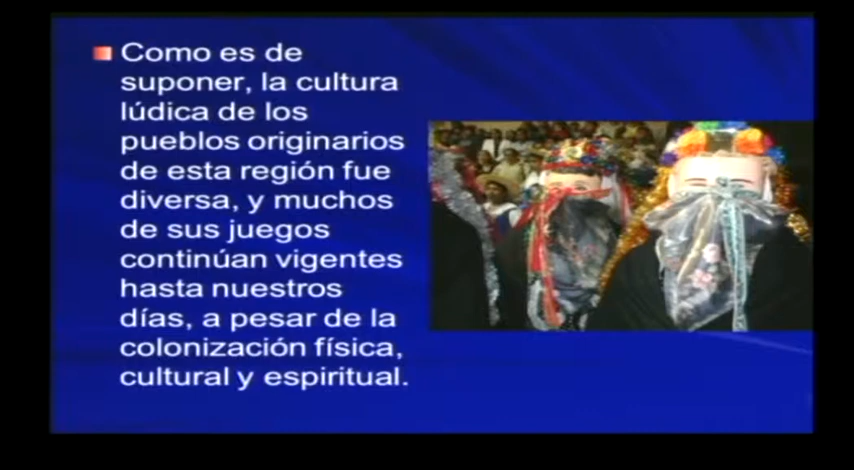 Como es de
suponer, la cultura
lúdica de los
pueblos originarios
de esta región fue
diversa, y muchos
de sus juegos
continúan vigentes
hasta nuestros
días, a pesar de la
colonización física,
cultural y espiritual.